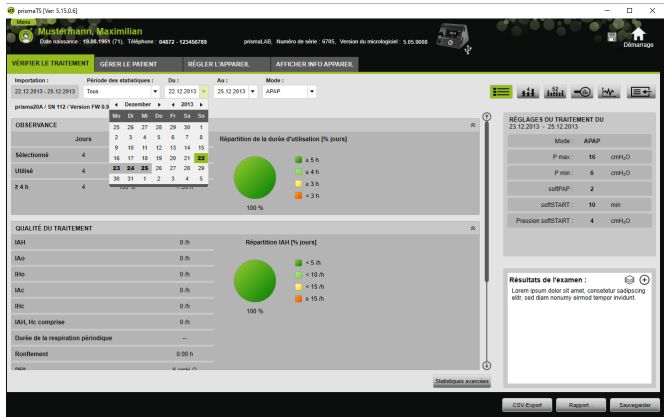 prismaTS [Ver: 5.15.0.6]
Menu
Mustermann, Maximilian
Date naissance : 19.08.1951 (71), Téléphone : 04872 - 123456789
prismaLAB, Numéro de série : 6705, Version du micrologiciel : 5.05.9008
Démarrage
VÉRIFIER LE TRAITEMENT GÉRER LE PATIENT RÉGLER L'APPAREIL AFFICHER INFO APPAREIL
Importation : Période des statistiques : Du : Au : Mode :
22.12.2013 - 25.12.2013 Tous 22.12.2013 25.12.2013 APAP
prisma20A / SN 112 / Version FW 0.9
Dezember 2013
Mo Di Mi Do Fr Sa So
25 26 27 28 29 30 1
2 3 4 5 6 7 8
9 10 11 12 13 14 15
16 17 18 19 20 21 22
23 24 25 26 27 28 29
30 31 1 2 3 4 5
OBSERVANCE
Jours
Sélectionné 4
Utilisé 4
≥ 4 h 4 100 %
Répartition de la durée d'utilisation [% jours]
≥ 5 h
≥ 4 h
≥ 3 h
< 3 h
100 %
QUALITÉ DU TRAITEMENT
IAH 0 /h
IAo 0 /h
IHo 0 /h
IAc 0 /h
IHc 0 /h
IAH, Hc comprise 0 /h
Durée de la respiration périodique --
Ronflement 0:00 h
Répartition IAH [% jours]
< 5 /h
< 10 /h
< 15 /h
≥ 15 /h
100 %
Statistiques avancées
RÉGLAGES DU TRAITEMENT DU
23.12.2013 - 25.12.2013
Mode : APAP
P max : 16 cmH₂O
P min : 6 cmH₂O
softPAP : 2
softSTART : 10 min
Pression softSTART : 4 cmH₂O
Résultats de l'examen :
Lorem ipsum dolor sit amet, consetetur sadipscing
elitr, sed diam nonumy eirmod tempor invidunt.
CSV-Export Rapport... Sauvegarder